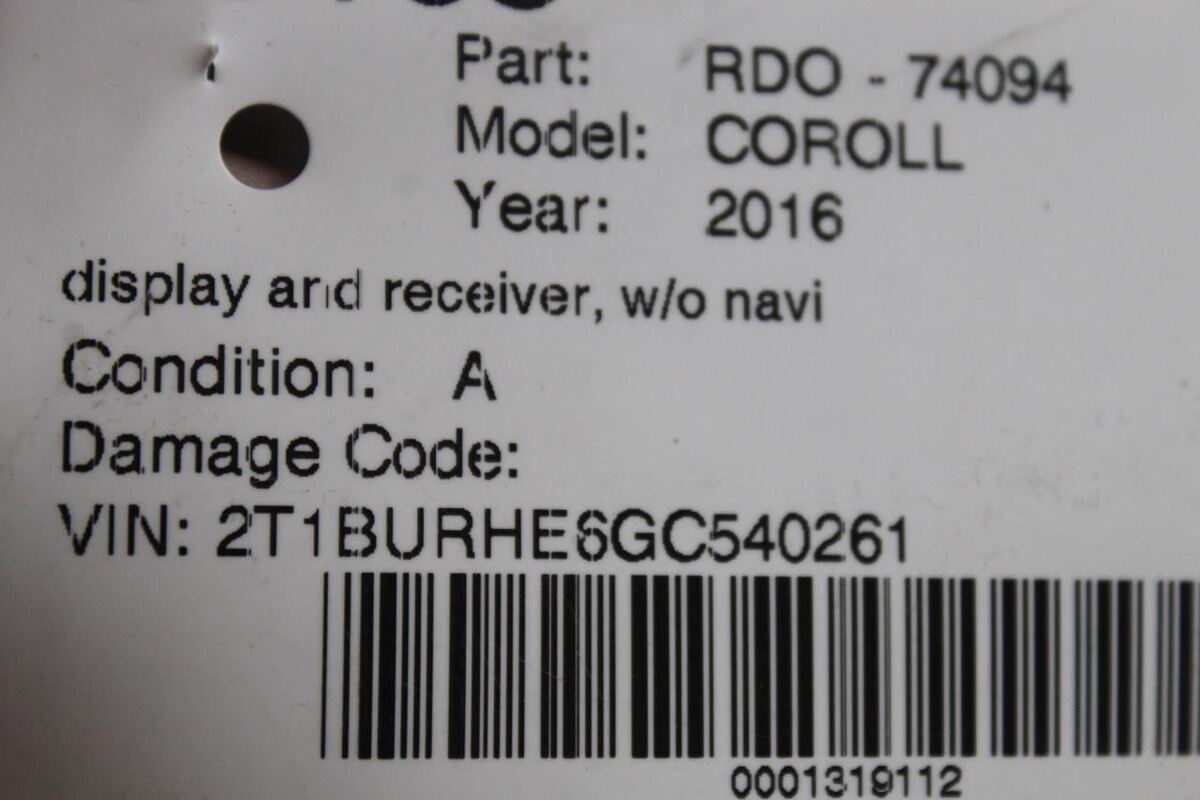 Part: RDO - 74094
Model: COROLL
Year: 2016
display and receiver, w/o navi
Condition: A
Damage Code:
VIN: 2T1BURHE6GC540261
0001319112